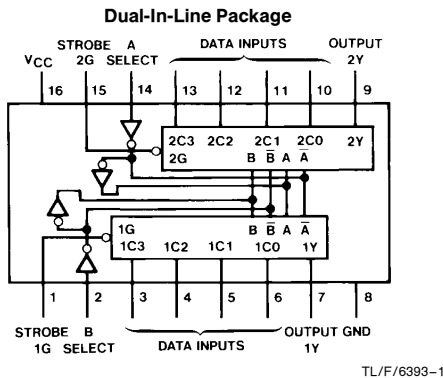 Dual-In-Line Package
STROBE A DATA INPUTS OUTPUT
VCC 2G SELECT 2Y
16 15 14 13 12 11 10 9
2C3 2C2 2C1 2C0 2Y
2G B B̅ A A̅
1G B B̅ A A̅
1C3 1C2 1C1 1C0 1Y
1 2 3 4 5 6 7 8
STROBE B DATA INPUTS OUTPUT GND
1G SELECT 1Y
TL/F/6393–1